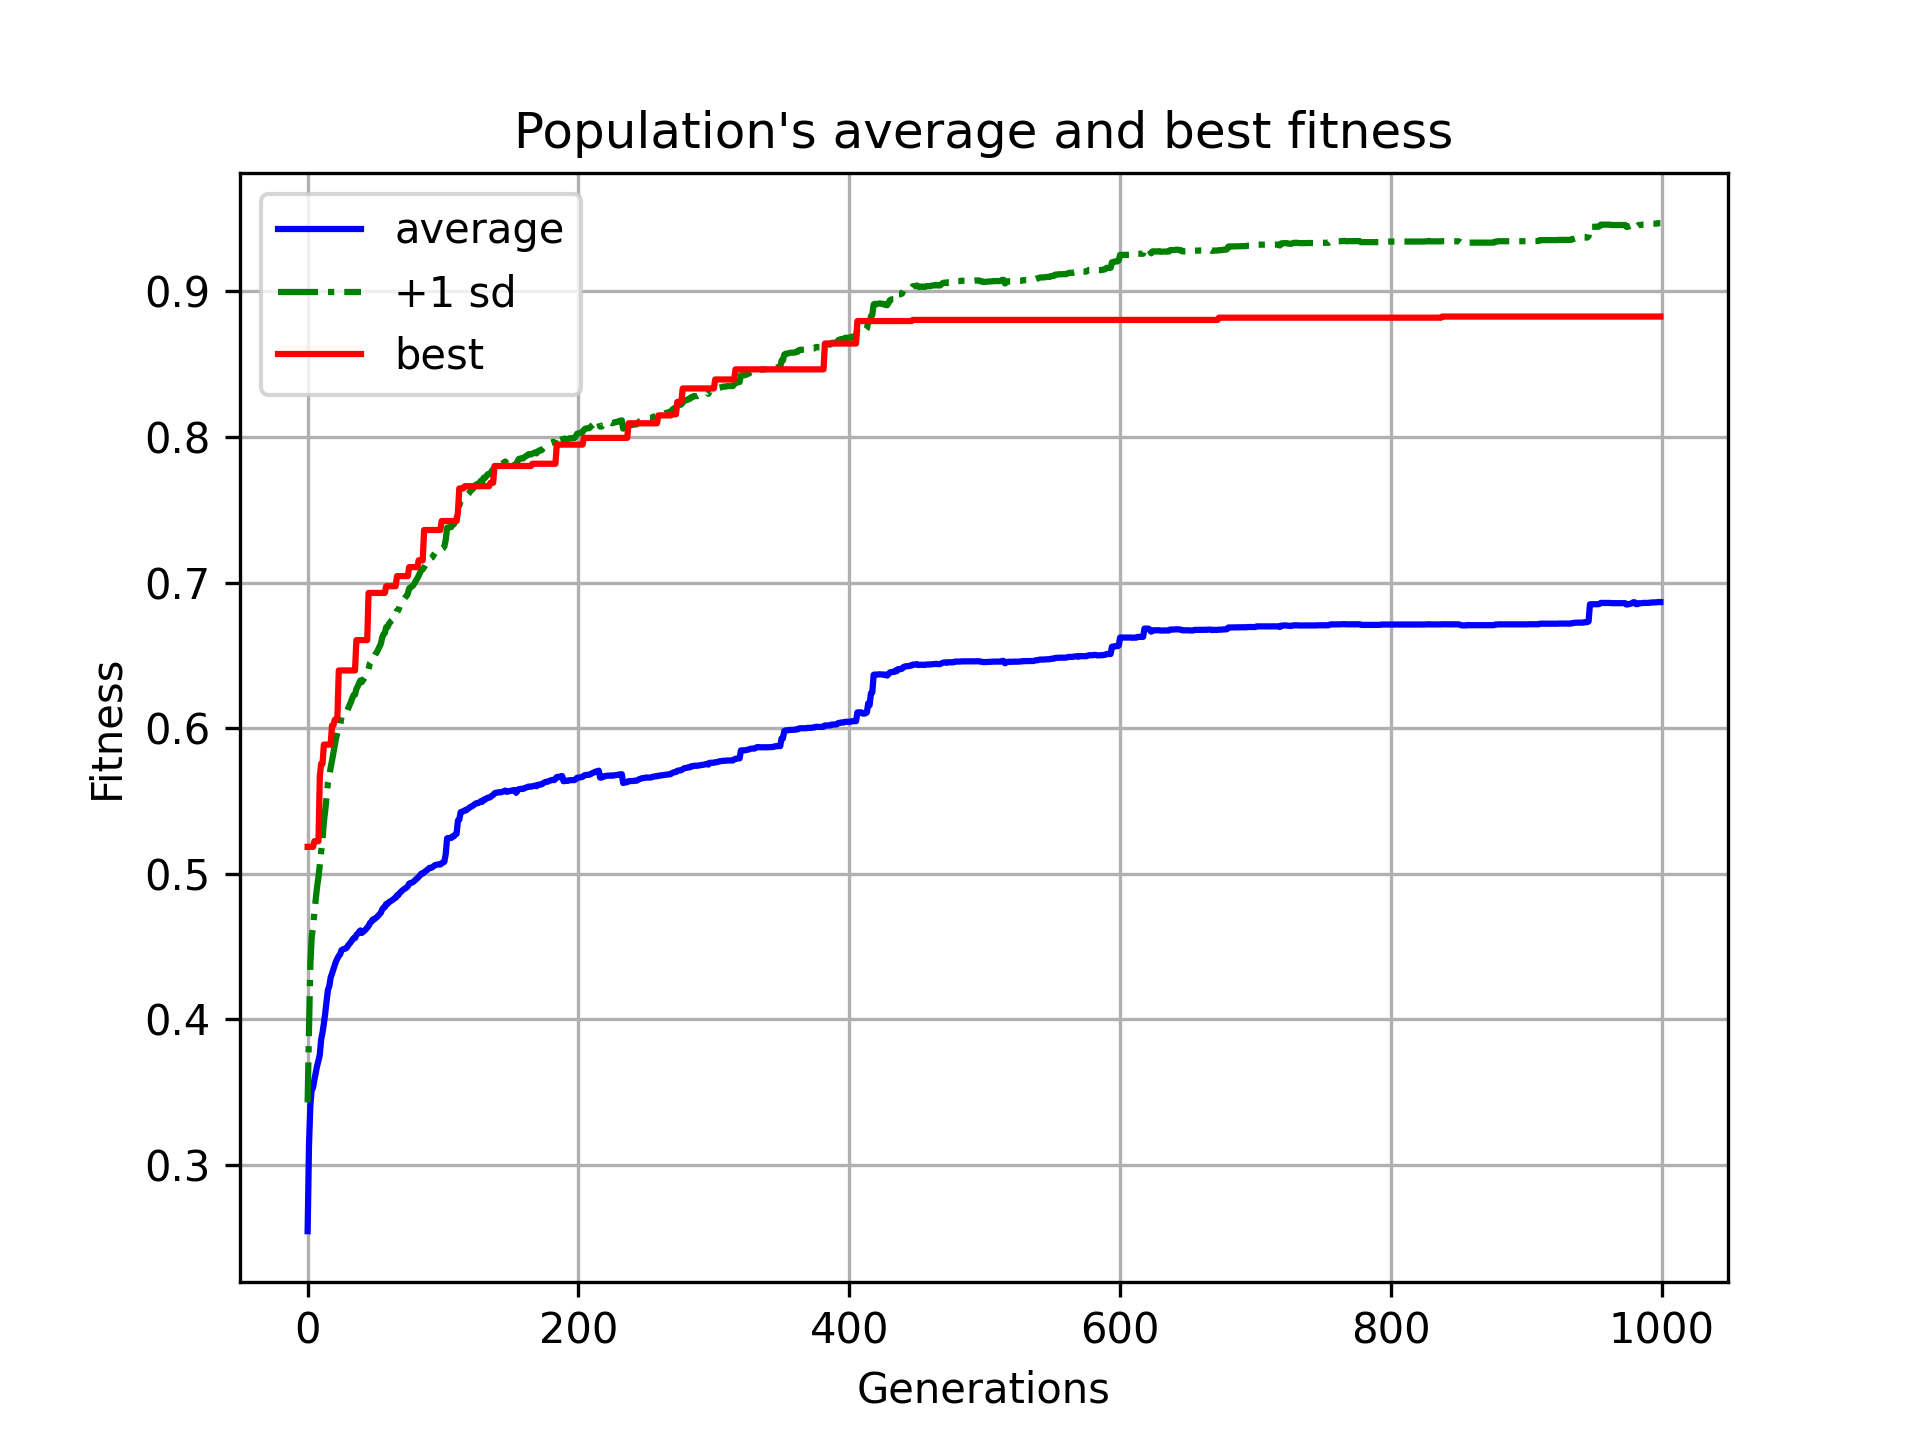 Population's average and best fitness
average
+1 sd
best
Fitness
0.9
0.8
0.7
0.6
0.5
0.4
0.3
0 200 400 600 800 1000
Generations